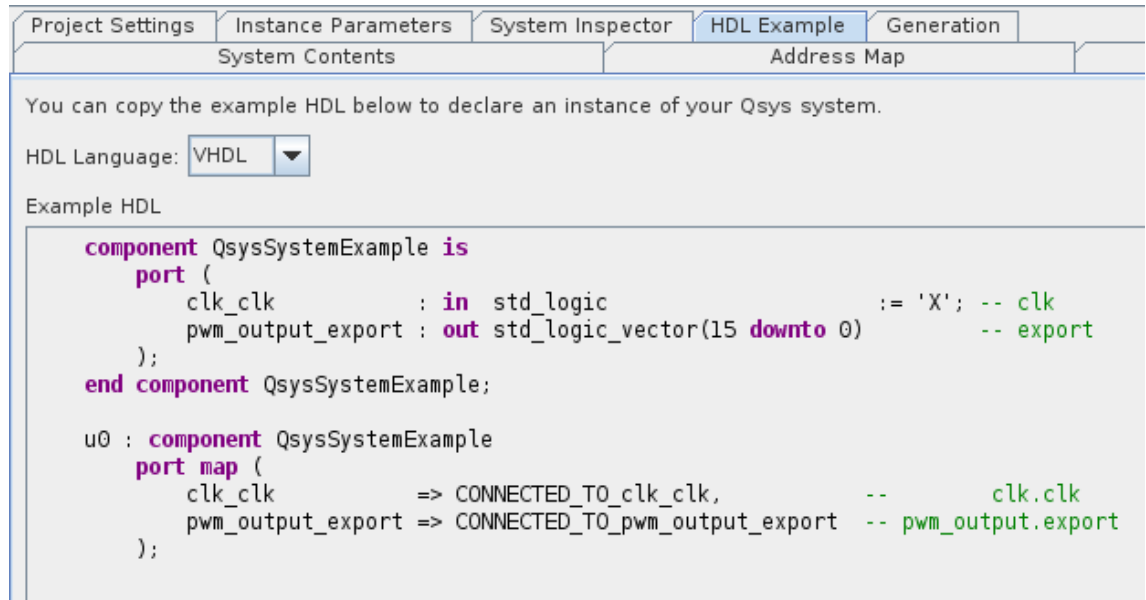 Project Settings Instance Parameters System Inspector HDL Example Generation
System Contents Address Map
You can copy the example HDL below to declare an instance of your Qsys system.
HDL Language: VHDL
Example HDL
component QsysSystemExample is
port (
clk_clk : in std_logic := 'X'; -- clk
pwm_output_export : out std_logic_vector(15 downto 0) -- export
);
end component QsysSystemExample;
u0 : component QsysSystemExample
port map (
clk_clk => CONNECTED_TO_clk_clk, -- clk.clk
pwm_output_export => CONNECTED_TO_pwm_output_export -- pwm_output.export
);